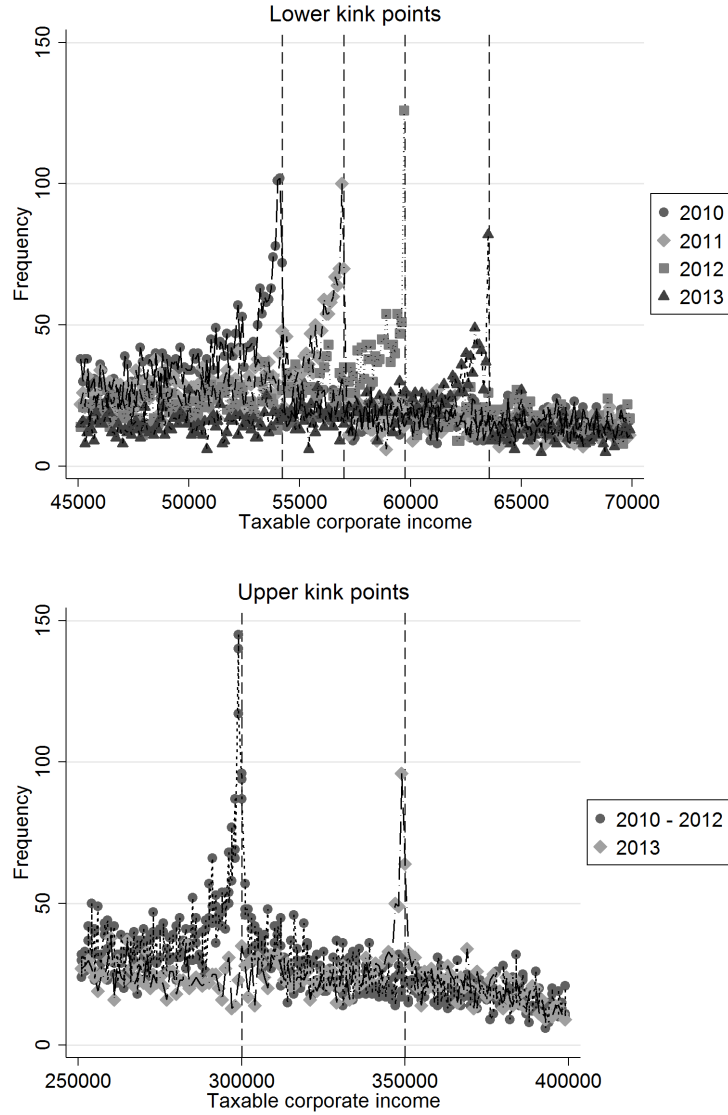 Lower kink points
150
100
50
0
Frequency
45000 50000 55000 60000 65000 70000
Taxable corporate income
2010
2011
2012
2013
Upper kink points
150
100
50
0
Frequency
250000 300000 350000 400000
Taxable corporate income
2010 - 2012
2013